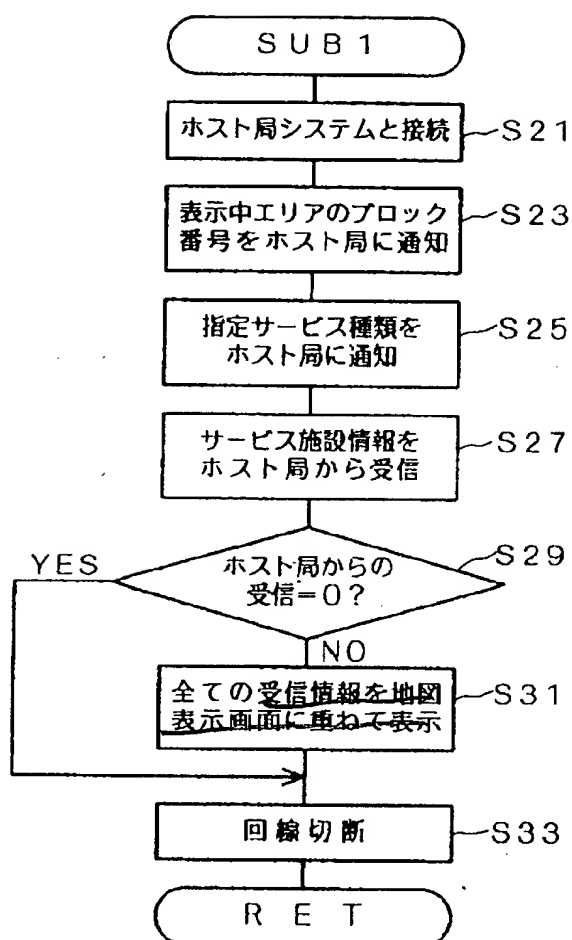 SUB1
ホスト局システムと接続 S21
表示中エリアのブロック
番号をホスト局に通知 S23
指定サービス種類を
ホスト局に通知 S25
サービス施設情報を
ホスト局から受信 S27
YES
ホストからの
受信=0? S29
NO
全ての受信情報を地図
表示画面に重ねて表示 S31
回線切断 S33
RET